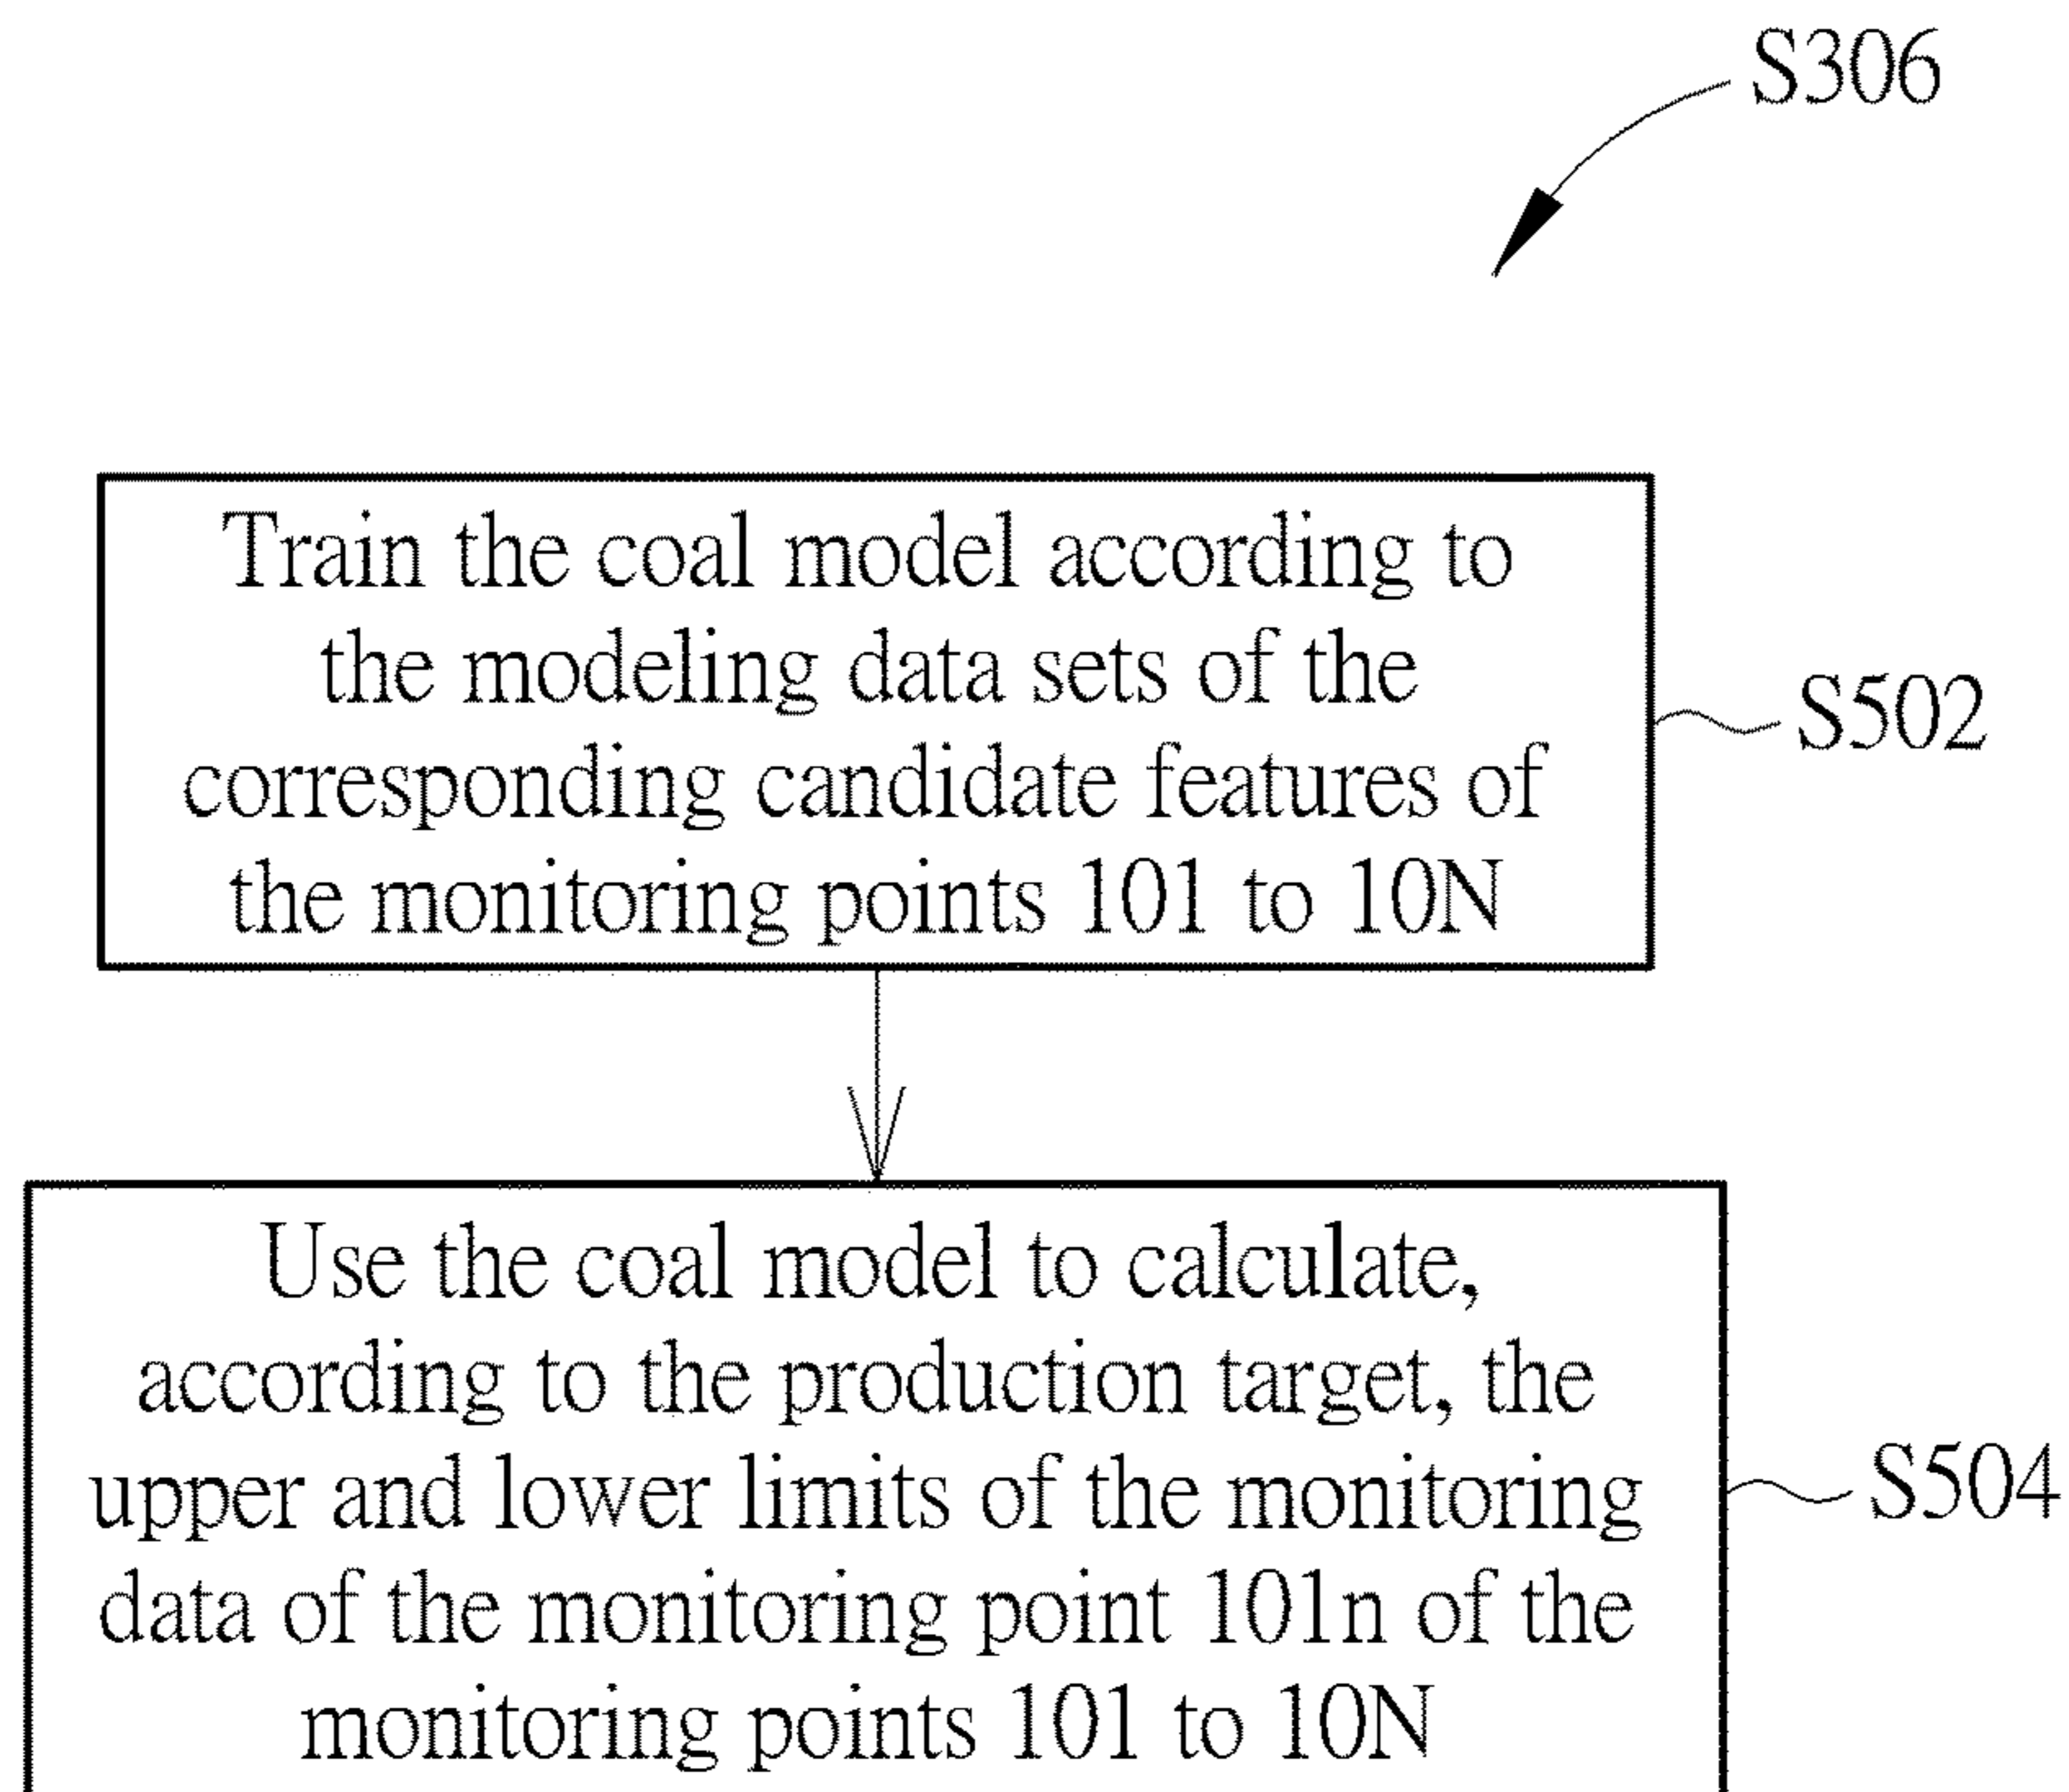 S306
Train the coal model according to
the modeling data sets of the
corresponding candidate features of
the monitoring points 101 to 10N
S502
Use the coal model to calculate,
according to the production target, the
upper and lower limits of the monitoring
data of the monitoring point 101n of the
monitoring points 101 to 10N
S504